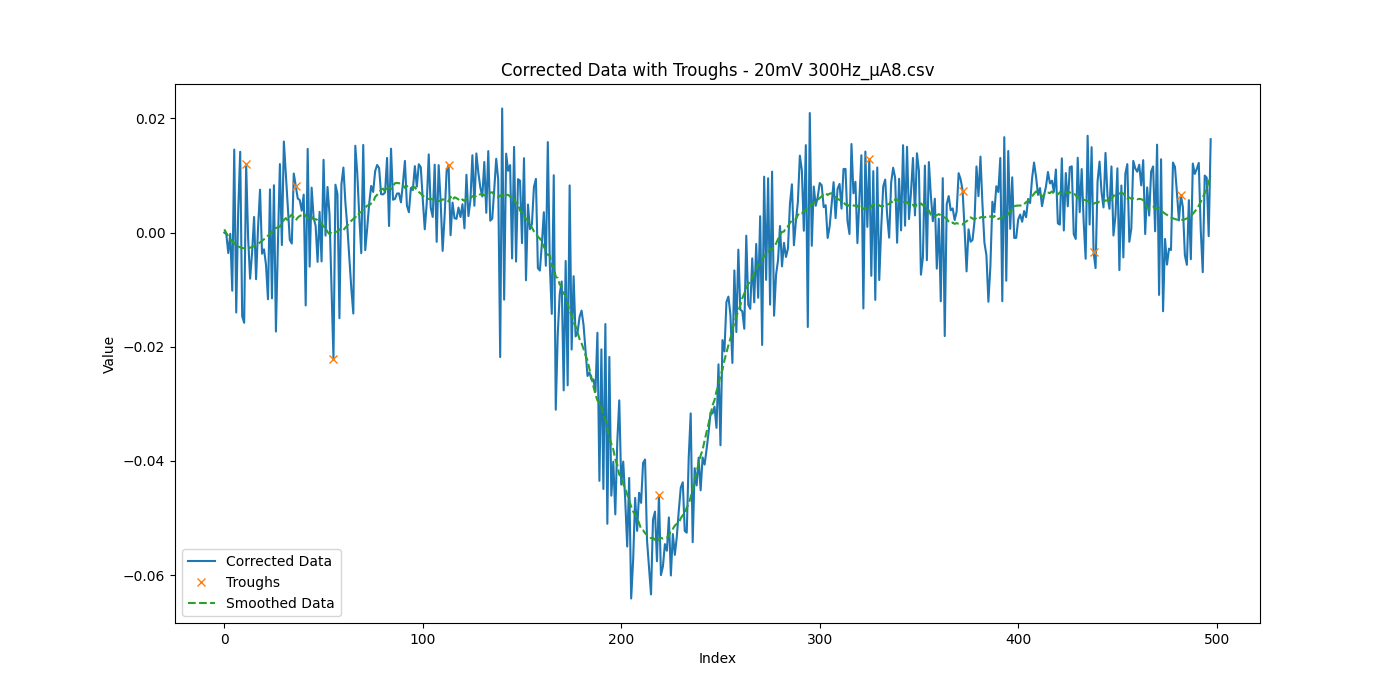 Corrected Data with Troughs - 20mV 300Hz_µA8.csv
Value
0.02
0.00
−0.02
−0.04
−0.06
Corrected Data
Troughs
Smoothed Data
0 100 200 300 400 500
Index